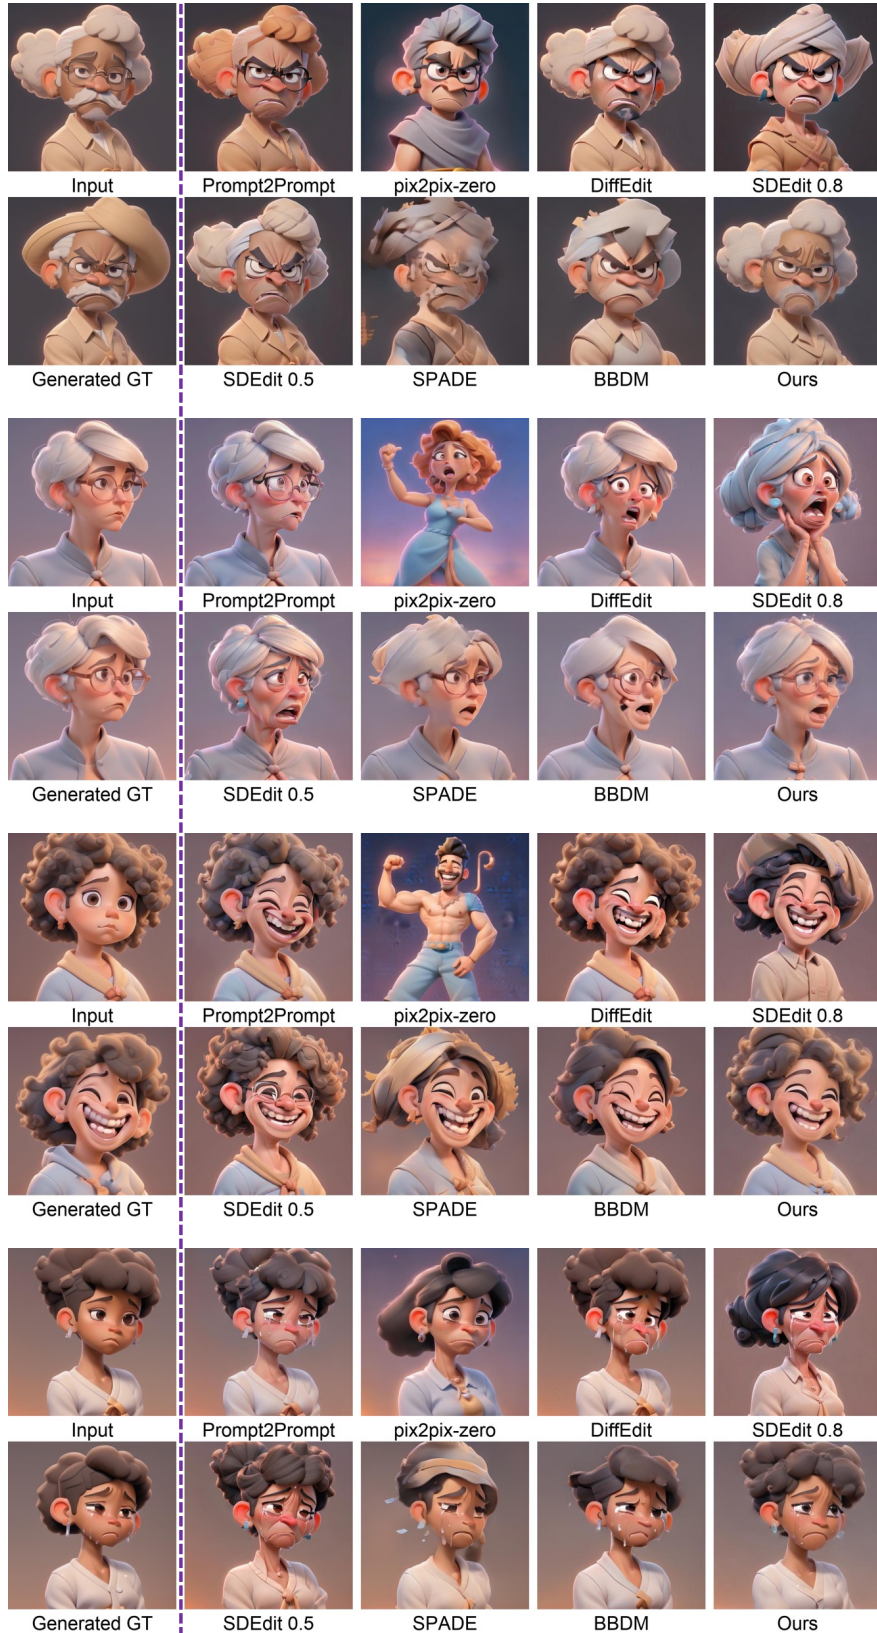 Input Prompt2Prompt pix2pix-zero DiffEdit SDEdit 0.8
Generated GT SDEdit 0.5 SPADE BBDM Ours
Input Prompt2Prompt pix2pix-zero DiffEdit SDEdit 0.8
Generated GT SDEdit 0.5 SPADE BBDM Ours
Input Prompt2Prompt pix2pix-zero DiffEdit SDEdit 0.8
Generated GT SDEdit 0.5 SPADE BBDM Ours
Input Prompt2Prompt pix2pix-zero DiffEdit SDEdit 0.8
Generated GT SDEdit 0.5 SPADE BBDM Ours